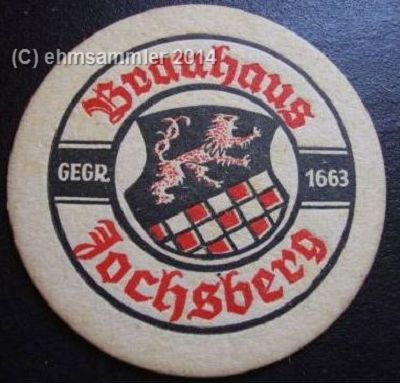 (C) ehmsammler 2014
Brauhaus
GEGR. 1663
Jochsberg